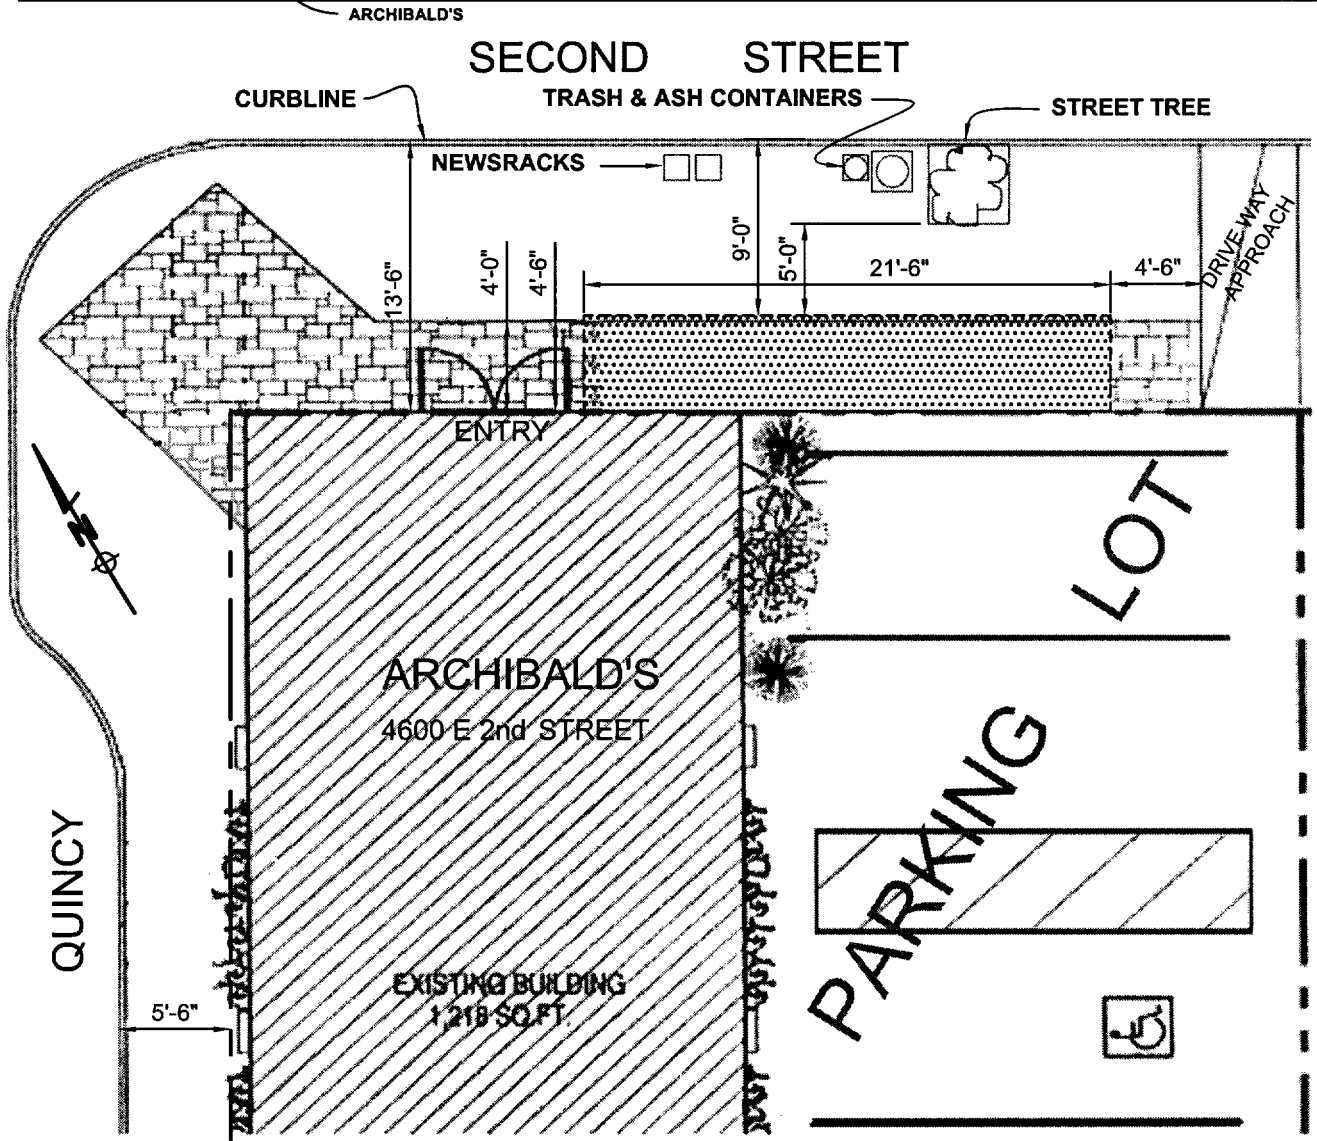 ARCHIBALD'S
SECOND STREET
CURBLINE
TRASH & ASH CONTAINERS
STREET TREE
NEWSRACKS
13'-6"
4'-0"
4'-6"
9'-0"
5'-0"
21'-6"
4'-6"
DRIVE WAY
APPROACH
ENTRY
N
LOT
ARCHIBALD'S
4600 E 2nd STREET
PARKING
QUINCY
EXISTING BUILDING
1,218 SQ.FT.
5'-6"